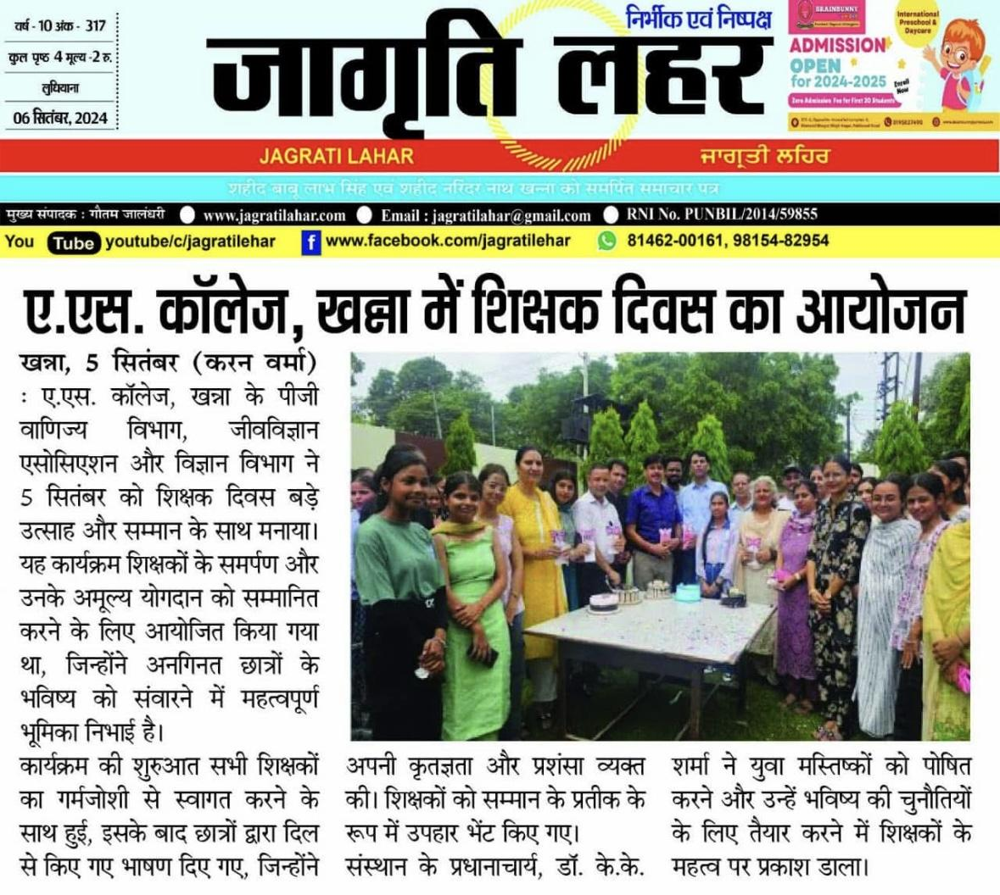 वर्ष - 10 अंक - 317
कुल पृष्ठ 4 मूल्य -2 रु.
लुधियाना
06 सितंबर, 2024
निर्भीक एवं निष्पक्ष
जागृति लहर
BRAINBUNNY
International
Preschool &
Daycare
ADMISSION
OPEN
for 2024-2025
Enroll
Now
Zero Admission Fee for First 20 Students
JAGRATI LAHAR
ਜਾਗ੍ਰਤੀ ਲਹਿਰ
शहीद बाबू लाभ सिंह एवं शहीद नरिंदर नाथ खन्ना को समर्पित समाचार पत्र
मुख्य संपादक : गौतम जालंधरी
www.jagratilahar.com
Email : jagratilahar@gmail.com
RNI No. PUNBIL/2014/59855
You Tube youtube/c/jagratilehar
f www.facebook.com/jagratilehar
81462-00161, 98154-82954
ए.एस. कॉलेज, खन्ना में शिक्षक दिवस का आयोजन
खन्ना, 5 सितंबर (करन वर्मा)
: ए.एस. कॉलेज, खन्ना के पीजी
वाणिज्य विभाग, जीवविज्ञान
एसोसिएशन और विज्ञान विभाग ने
5 सितंबर को शिक्षक दिवस बड़े
उत्साह और सम्मान के साथ मनाया।
यह कार्यक्रम शिक्षकों के समर्पण और
उनके अमूल्य योगदान को सम्मानित
करने के लिए आयोजित किया गया
था, जिन्होंने अनगिनत छात्रों के
भविष्य को संवारने में महत्वपूर्ण
भूमिका निभाई है।
कार्यक्रम की शुरुआत सभी शिक्षकों
का गर्मजोशी से स्वागत करने के
साथ हुई, इसके बाद छात्रों द्वारा दिल
से किए गए भाषण दिए गए, जिन्होंने
अपनी कृतज्ञता और प्रशंसा व्यक्त
की। शिक्षकों को सम्मान के प्रतीक के
रूप में उपहार भेंट किए गए।
संस्थान के प्रधानाचार्य, डॉ. के.के.
शर्मा ने युवा मस्तिष्कों को पोषित
करने और उन्हें भविष्य की चुनौतियों
के लिए तैयार करने में शिक्षकों के
महत्व पर प्रकाश डाला।